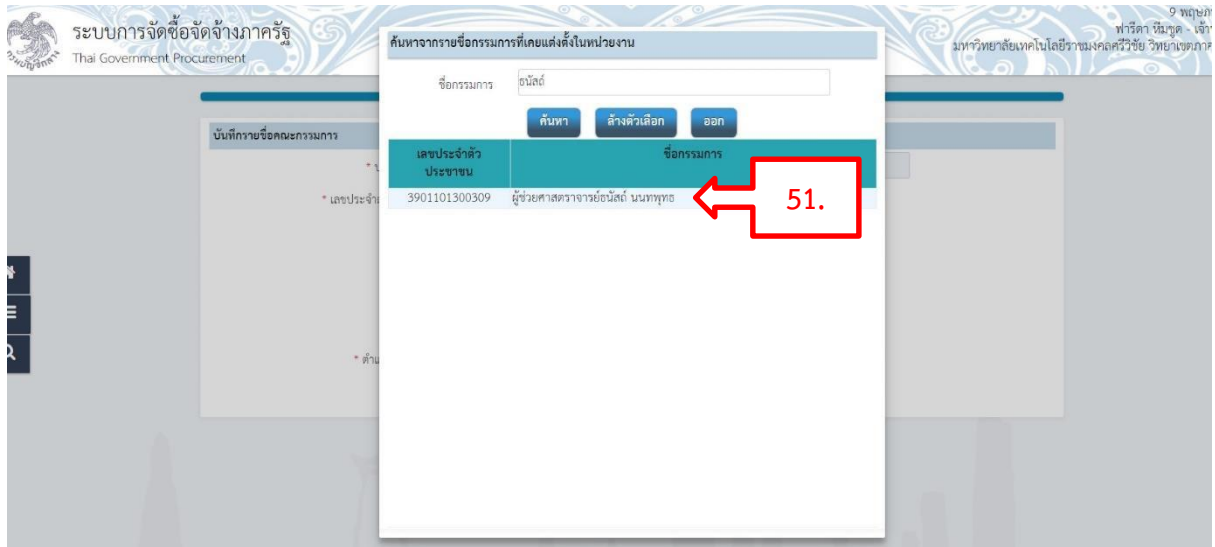 ระบบการจัดซื้อจัดจ้างภาครัฐ
Thai Government Procurement
9 พฤษภา
ฟารีดา หีมชูด - เจ้าห
มหาวิทยาลัยเทคโนโลยีราชมงคลศรีวิชัย วิทยาเขต
ค้นหาจากรายชื่อกรรมการที่เคยแต่งตั้งในหน่วยงาน
ชื่อกรรมการ
ธนัสถ์
ค้นหา ล้างตัวเลือก ออก
บันทึกรายชื่อคณะกรรมการ
* เลขประจำ
เลขประจำตัว
ประชาชน
ชื่อกรรมการ
3901101300309 ผู้ช่วยศาสตราจารย์ธนัสถ์ นนทพุทธ
51.